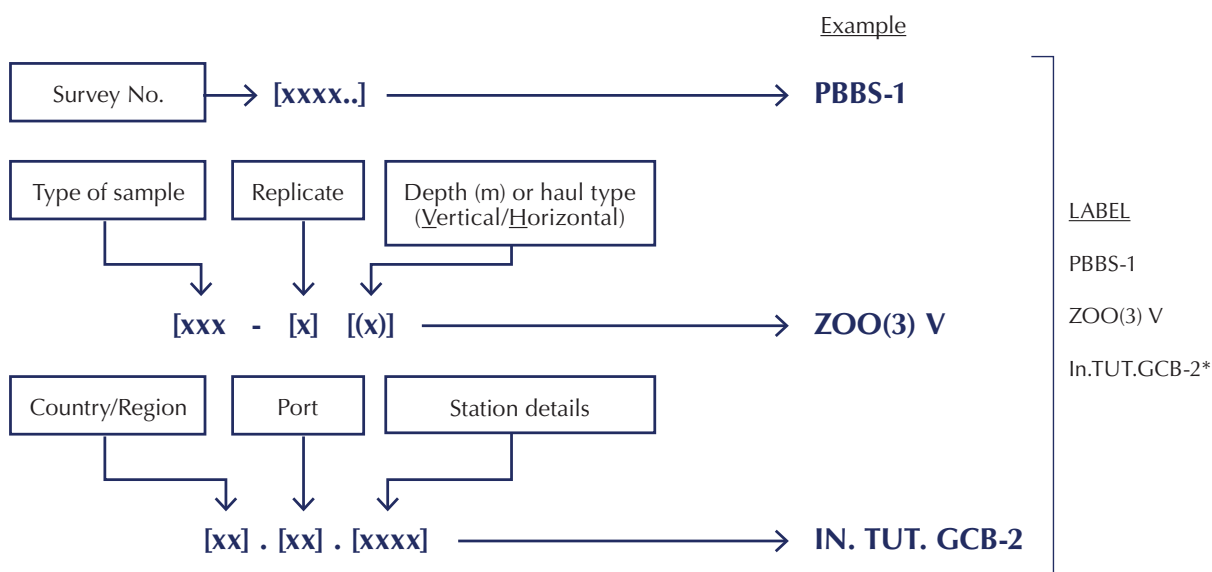 Example
Survey No.
[xxxx..]
PBBS-1
Type of sample
Replicate
Depth (m) or haul type
(Vertical/Horizontal)
[xxx - [x] [(x)]
ZOO(3) V
Country/Region
Port
Station details
[xx] . [xx] . [xxxx]
IN. TUT. GCB-2
LABEL
PBBS-1
ZOO(3) V
In.TUT.GCB-2*